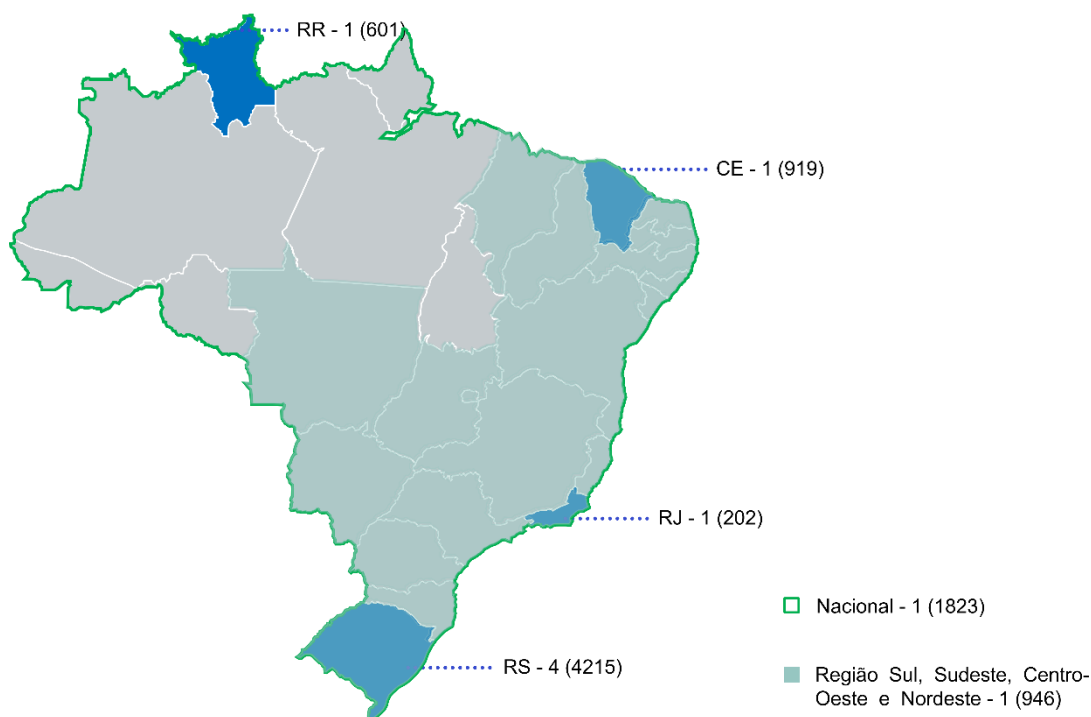 RR - 1 (601)
CE - 1 (919)
RJ - 1 (202)
Nacional - 1 (1823)
RS - 4 (4215)
Região Sul, Sudeste, Centro-
Oeste e Nordeste - 1 (946)